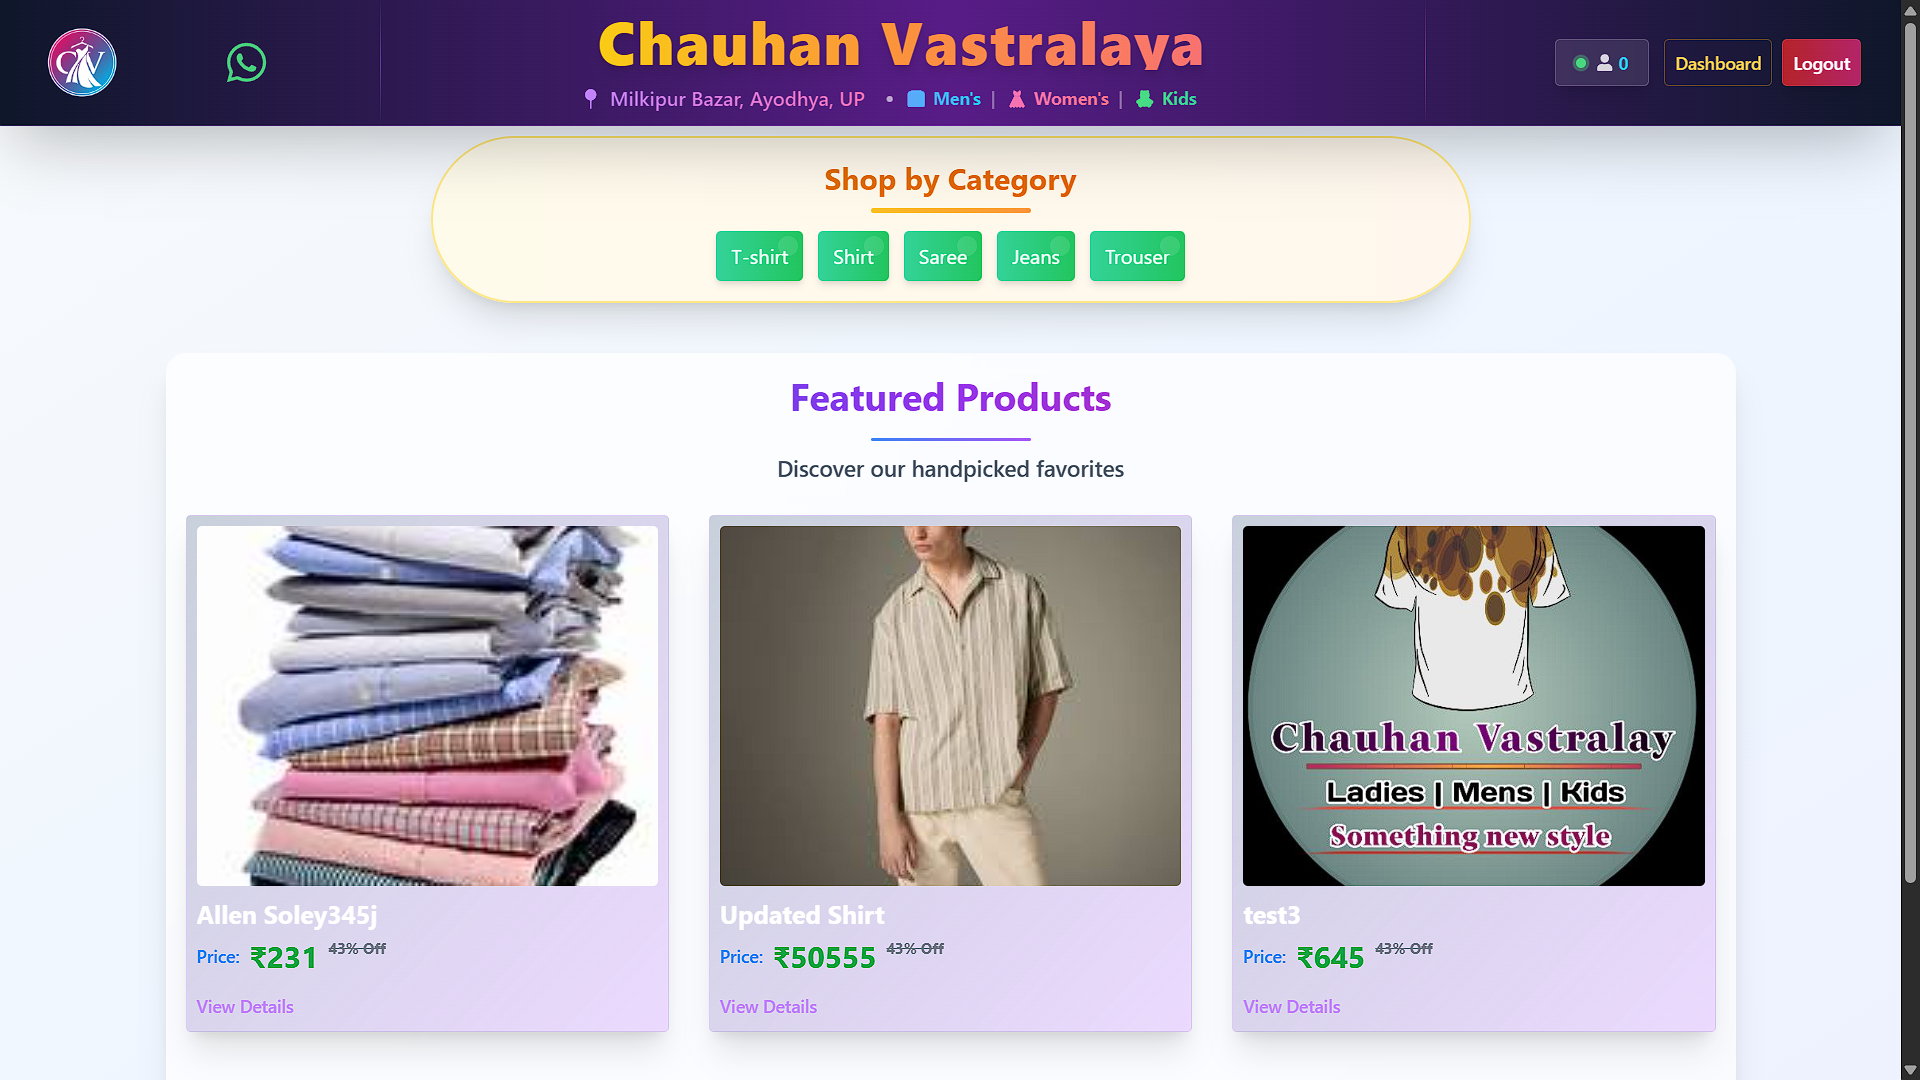 CV
Chauhan Vastralaya
Milkipur Bazar, Ayodhya, UP • Men's | Women's | Kids
0
Dashboard
Logout
Shop by Category
T-shirt
Shirt
Saree
Jeans
Trouser
Featured Products
Discover our handpicked favorites
Chauhan Vastralay
Ladies | Mens | Kids
Something new style
Allen Soley345j
Price: ₹231 43% Off
View Details
Updated Shirt
Price: ₹50555 43% Off
View Details
test3
Price: ₹645 43% Off
View Details